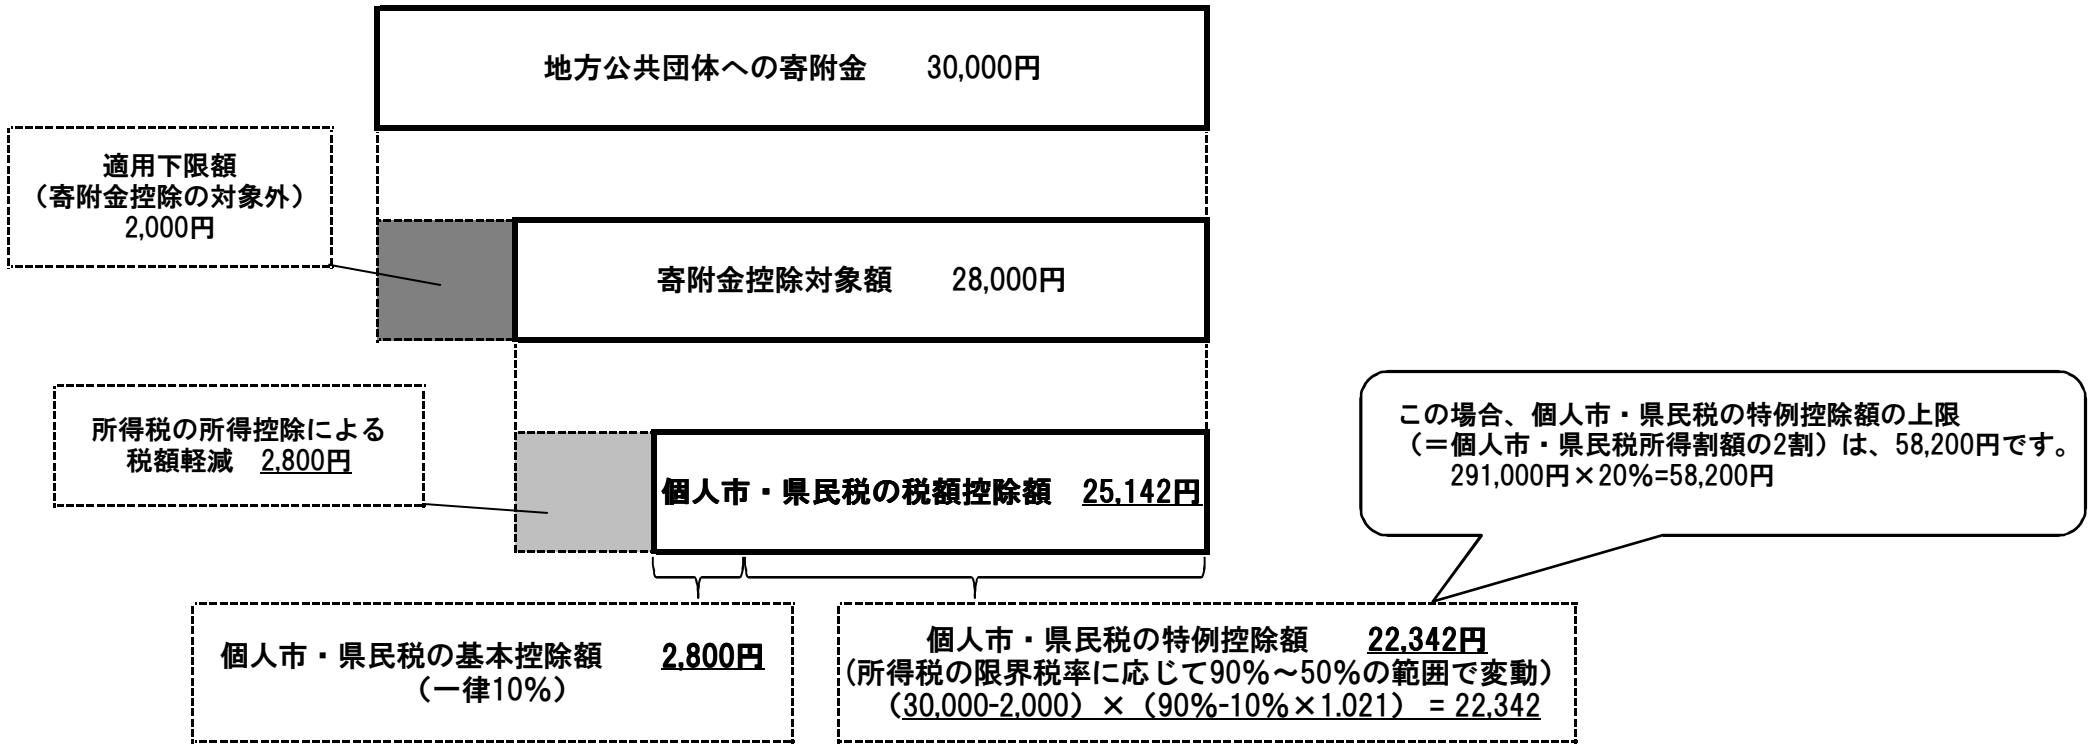 地方公共団体への寄附金　　30,000円
適用下限額
（寄附金控除の対象外）
2,000円
寄附金控除対象額　　28,000円
所得税の所得控除による
税額軽減　2,800円
個人市・県民税の税額控除額　25,142円
この場合、個人市・県民税の特例控除額の上限
（＝個人市・県民税所得割額の2割）は、58,200円です。
291,000円×20%=58,200円
個人市・県民税の基本控除額　　2,800円
（一律10%）
個人市・県民税の特例控除額　　22,342円
(所得税の限界税率に応じて90%～50%の範囲で変動)
（30,000-2,000）×（90%-10%×1.021） = 22,342